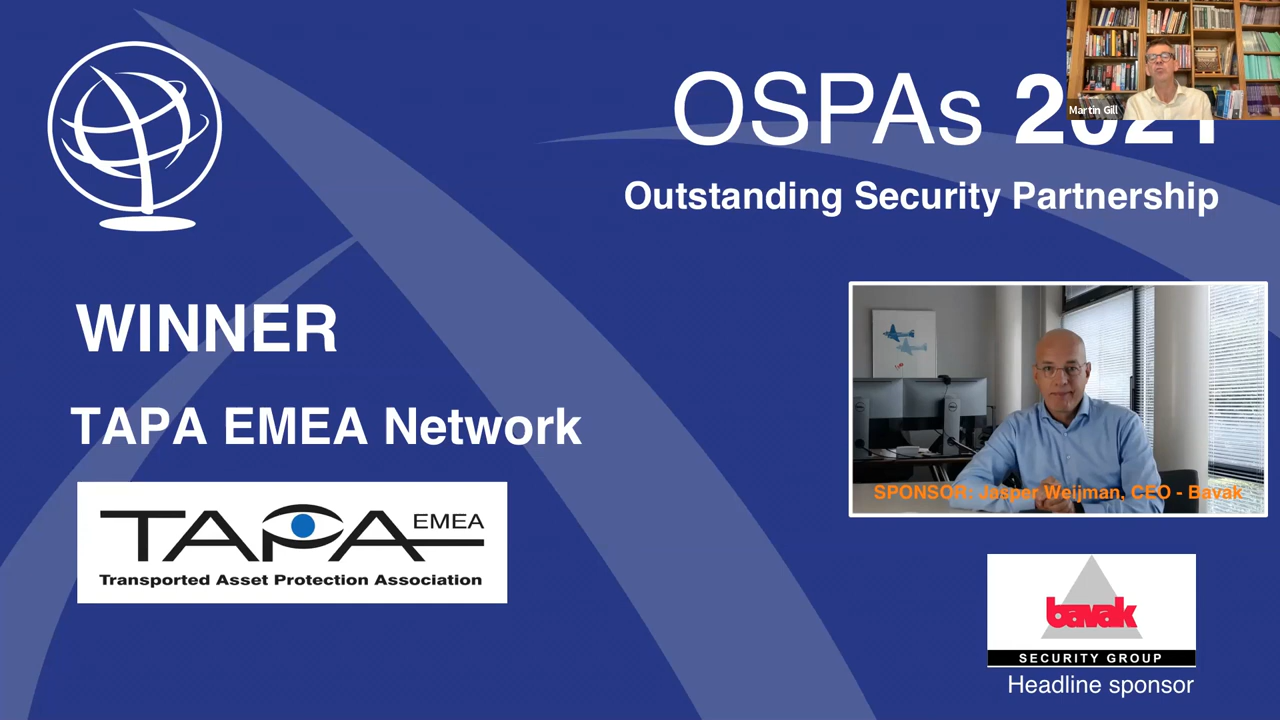 Martin Gill
OSPAs 2021
Outstanding Security Partnership
WINNER
TAPA EMEA Network
TAPA EMEA
Transported Asset Protection Association
SPONSOR: Jasper Weijman, CEO - Bavak
bavak
SECURITY GROUP
Headline sponsor